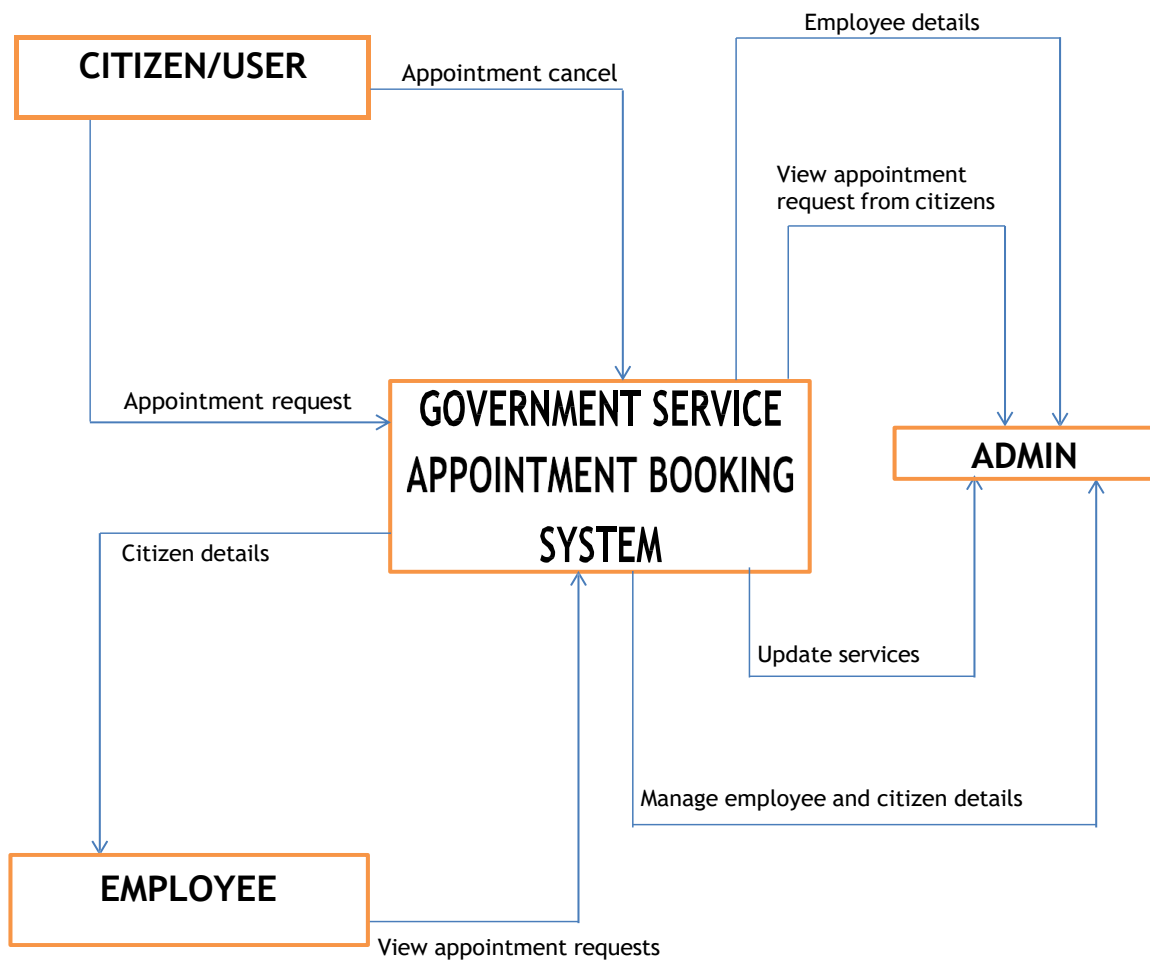 Employee details
CITIZEN/USER
Appointment cancel
View appointment
request from citizens
Appointment request
GOVERNMENT SERVICE
APPOINTMENT BOOKING
SYSTEM
ADMIN
Citizen details
Update services
Manage employee and citizen details
EMPLOYEE
View appointment requests